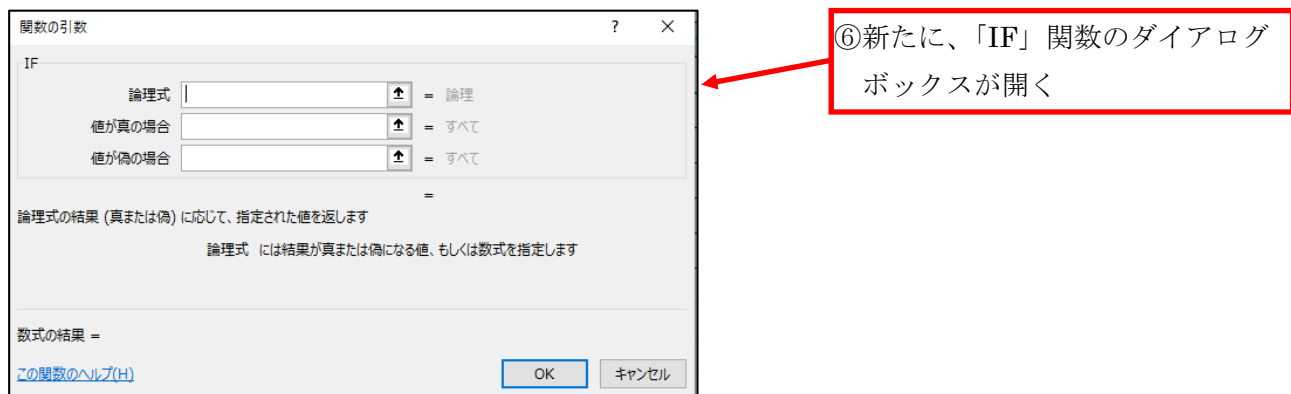 関数の引数 ? ×
IF
論理式 = 論理
値が真の場合 = すべて
値が偽の場合 = すべて
=
論理式の結果 (真または偽) に応じて、指定された値を返します
論理式 には結果が真または偽になる値、もしくは数式を指定します
数式の結果 =
この関数のヘルプ(H) OK キャンセル
⑥新たに、「IF」関数のダイアログ
ボックスが開く